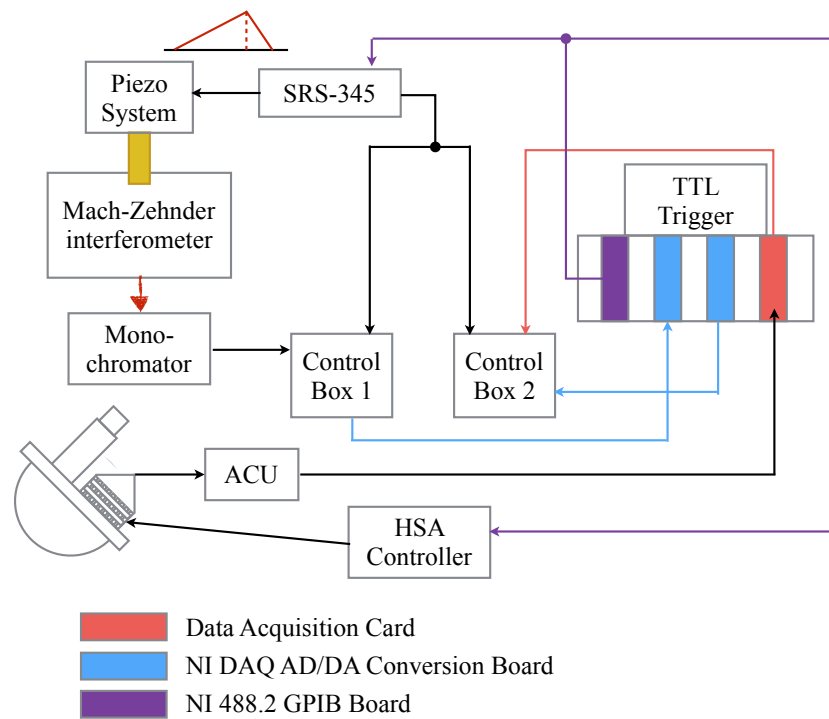 Piezo
System
SRS-345
TTL
Trigger
Mach-Zehnder
interferometer
Mono-
chromator
Control
Box 1
Control
Box 2
ACU
HSA
Controller
Data Acquisition Card
NI DAQ AD/DA Conversion Board
NI 488.2 GPIB Board